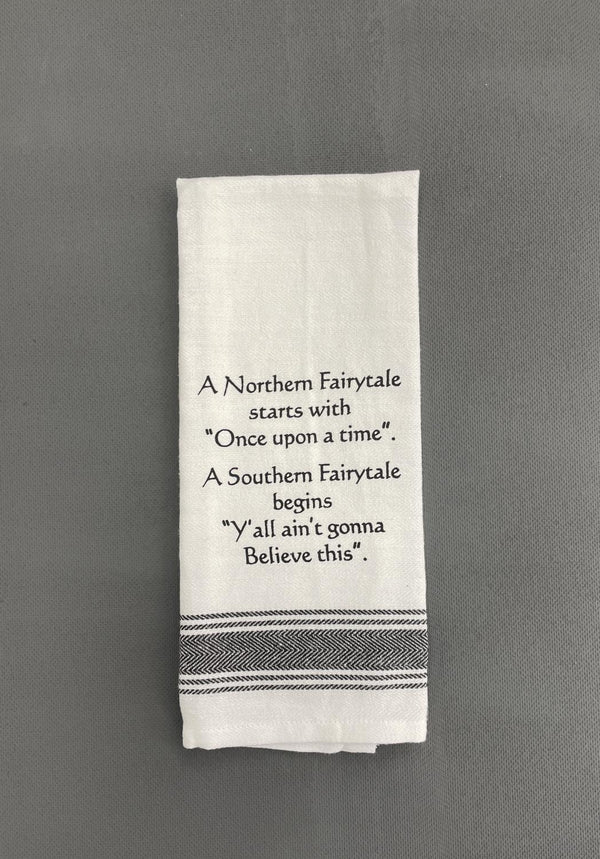 A Northern Fairytale
starts with
"Once upon a time".
A Southern Fairytale
begins
"Y'all ain't gonna
Believe this".